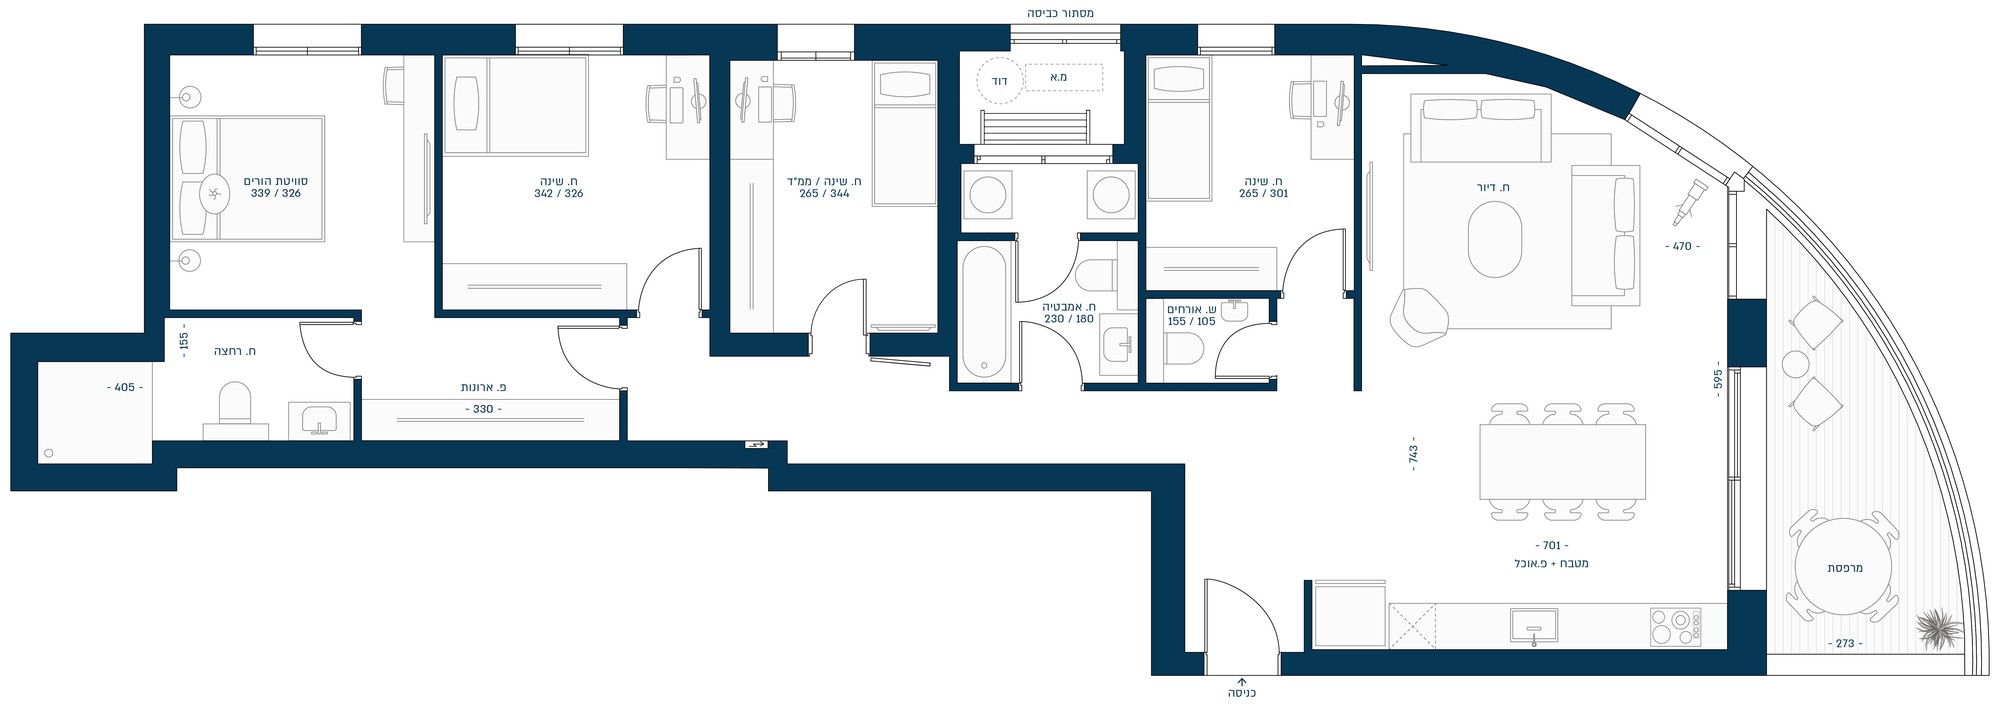 מסתור כביסה
דוד
מ.א
סוויטת הורים
339 / 326
ח. שינה
342 / 326
ח. שינה / ממ"ד
265 / 344
ח. שינה
265 / 301
ח. דיור
- 470 -
ח. אמבטיה
230 / 180
ש. אורחים
155 / 105
- 155 -
ח. רחצה
- 405 -
פ. ארונות
- 330 -
- 595 -
- 743 -
- 701 -
מטבח + פ.אוכל
מרפסת
- 273 -
כניסה